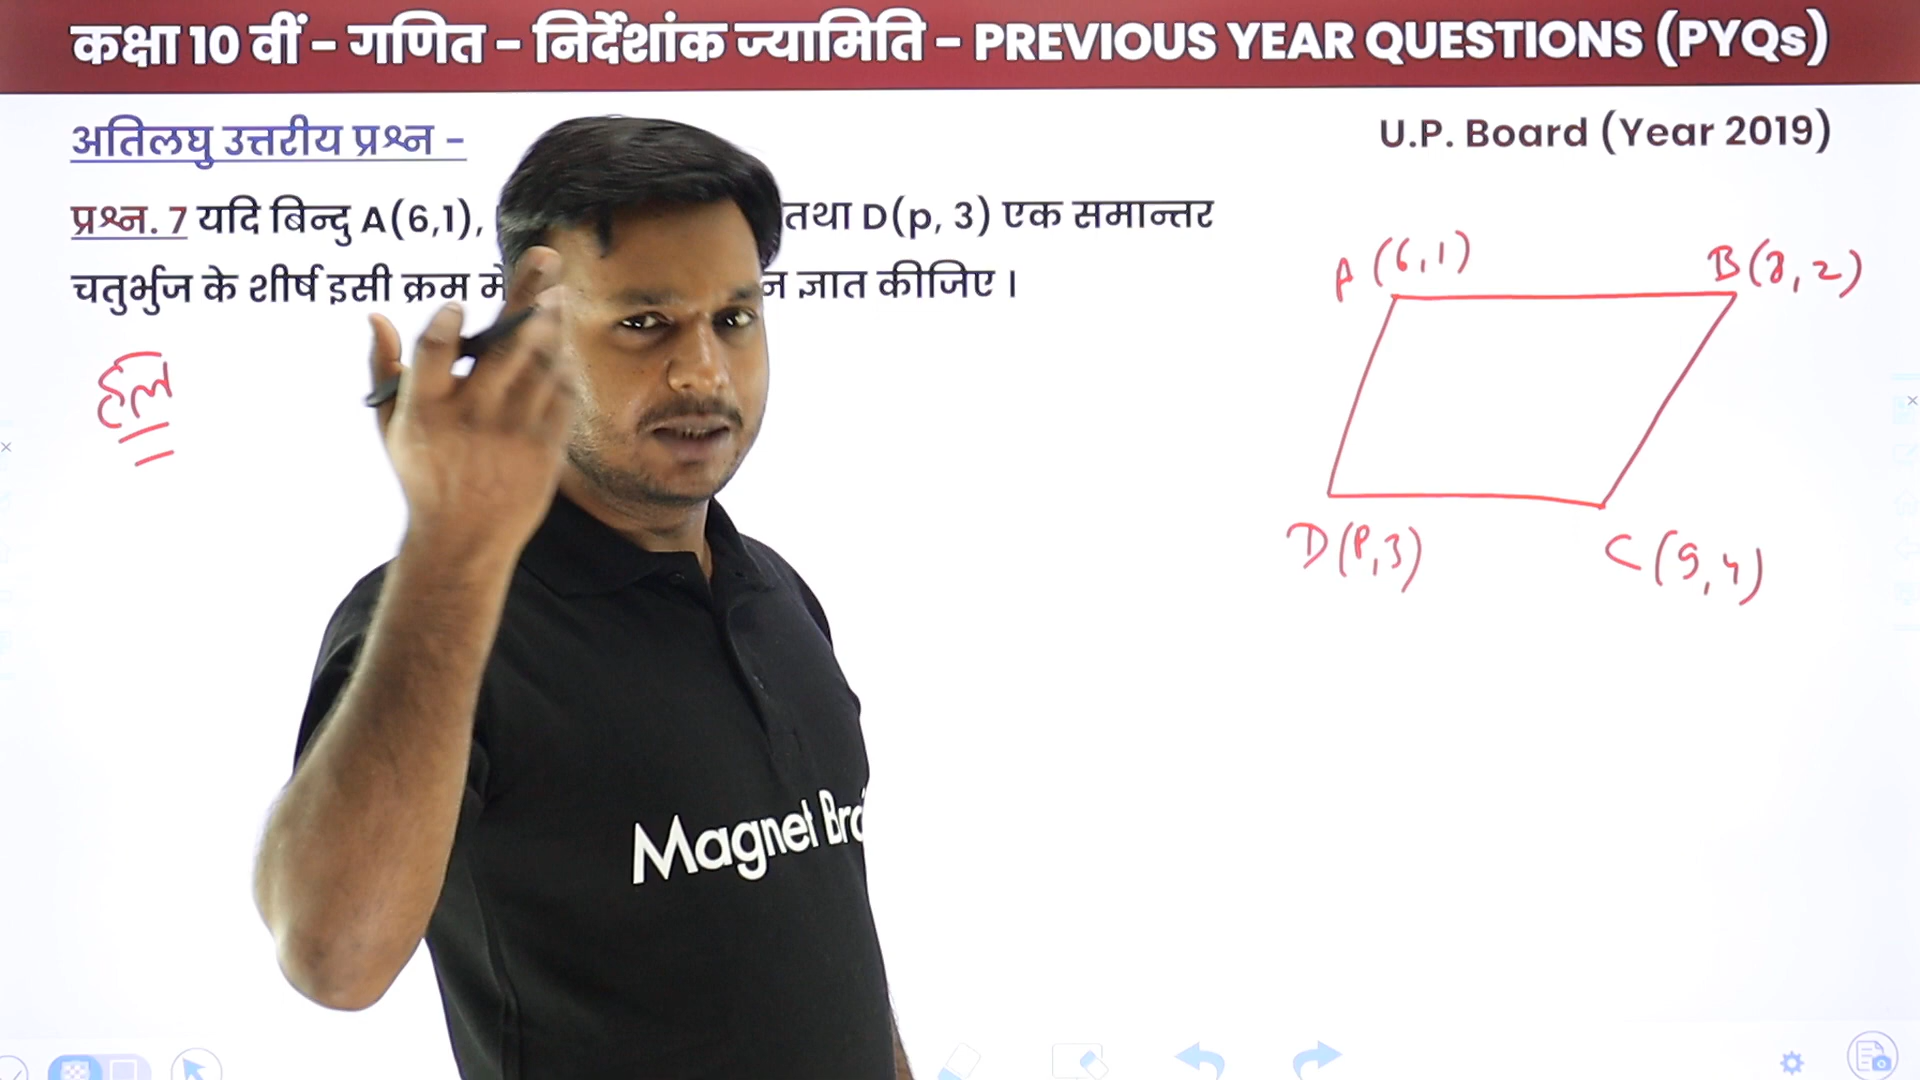 कक्षा 10 वीं - गणित - निर्देशांक ज्यामिति - PREVIOUS YEAR QUESTIONS (PYQs)
अतिलघु उत्तरीय प्रश्न -
U.P. Board (Year 2019)
प्रश्न. 7 यदि बिन्दु A(6,1), तथा D(p, 3) एक समान्तर
चतुर्भुज के शीर्ष इसी क्रम में ज्ञात कीजिए ।
A (6,1)
B (8,2)
हल
D (P,3)
C (9,4)
Magnet